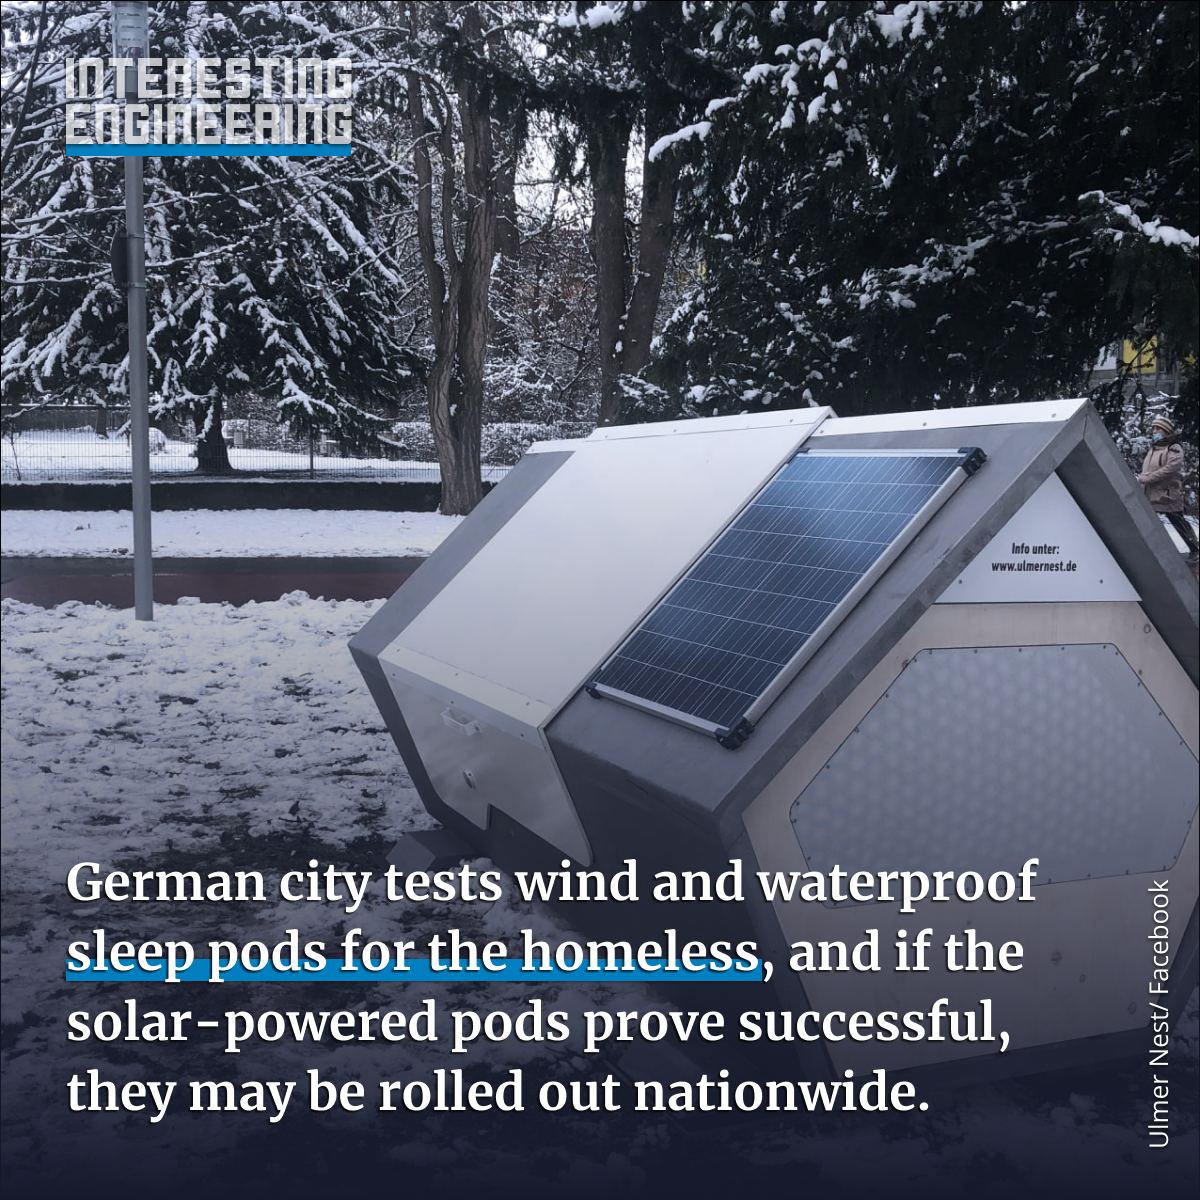 INTERESTING
ENGINEERING
Info unter:
www.ulmernest.de
German city tests wind and waterproof
sleep pods for the homeless, and if the
solar-powered pods prove successful,
they may be rolled out nationwide.
Ulmer Nest/ Facebook